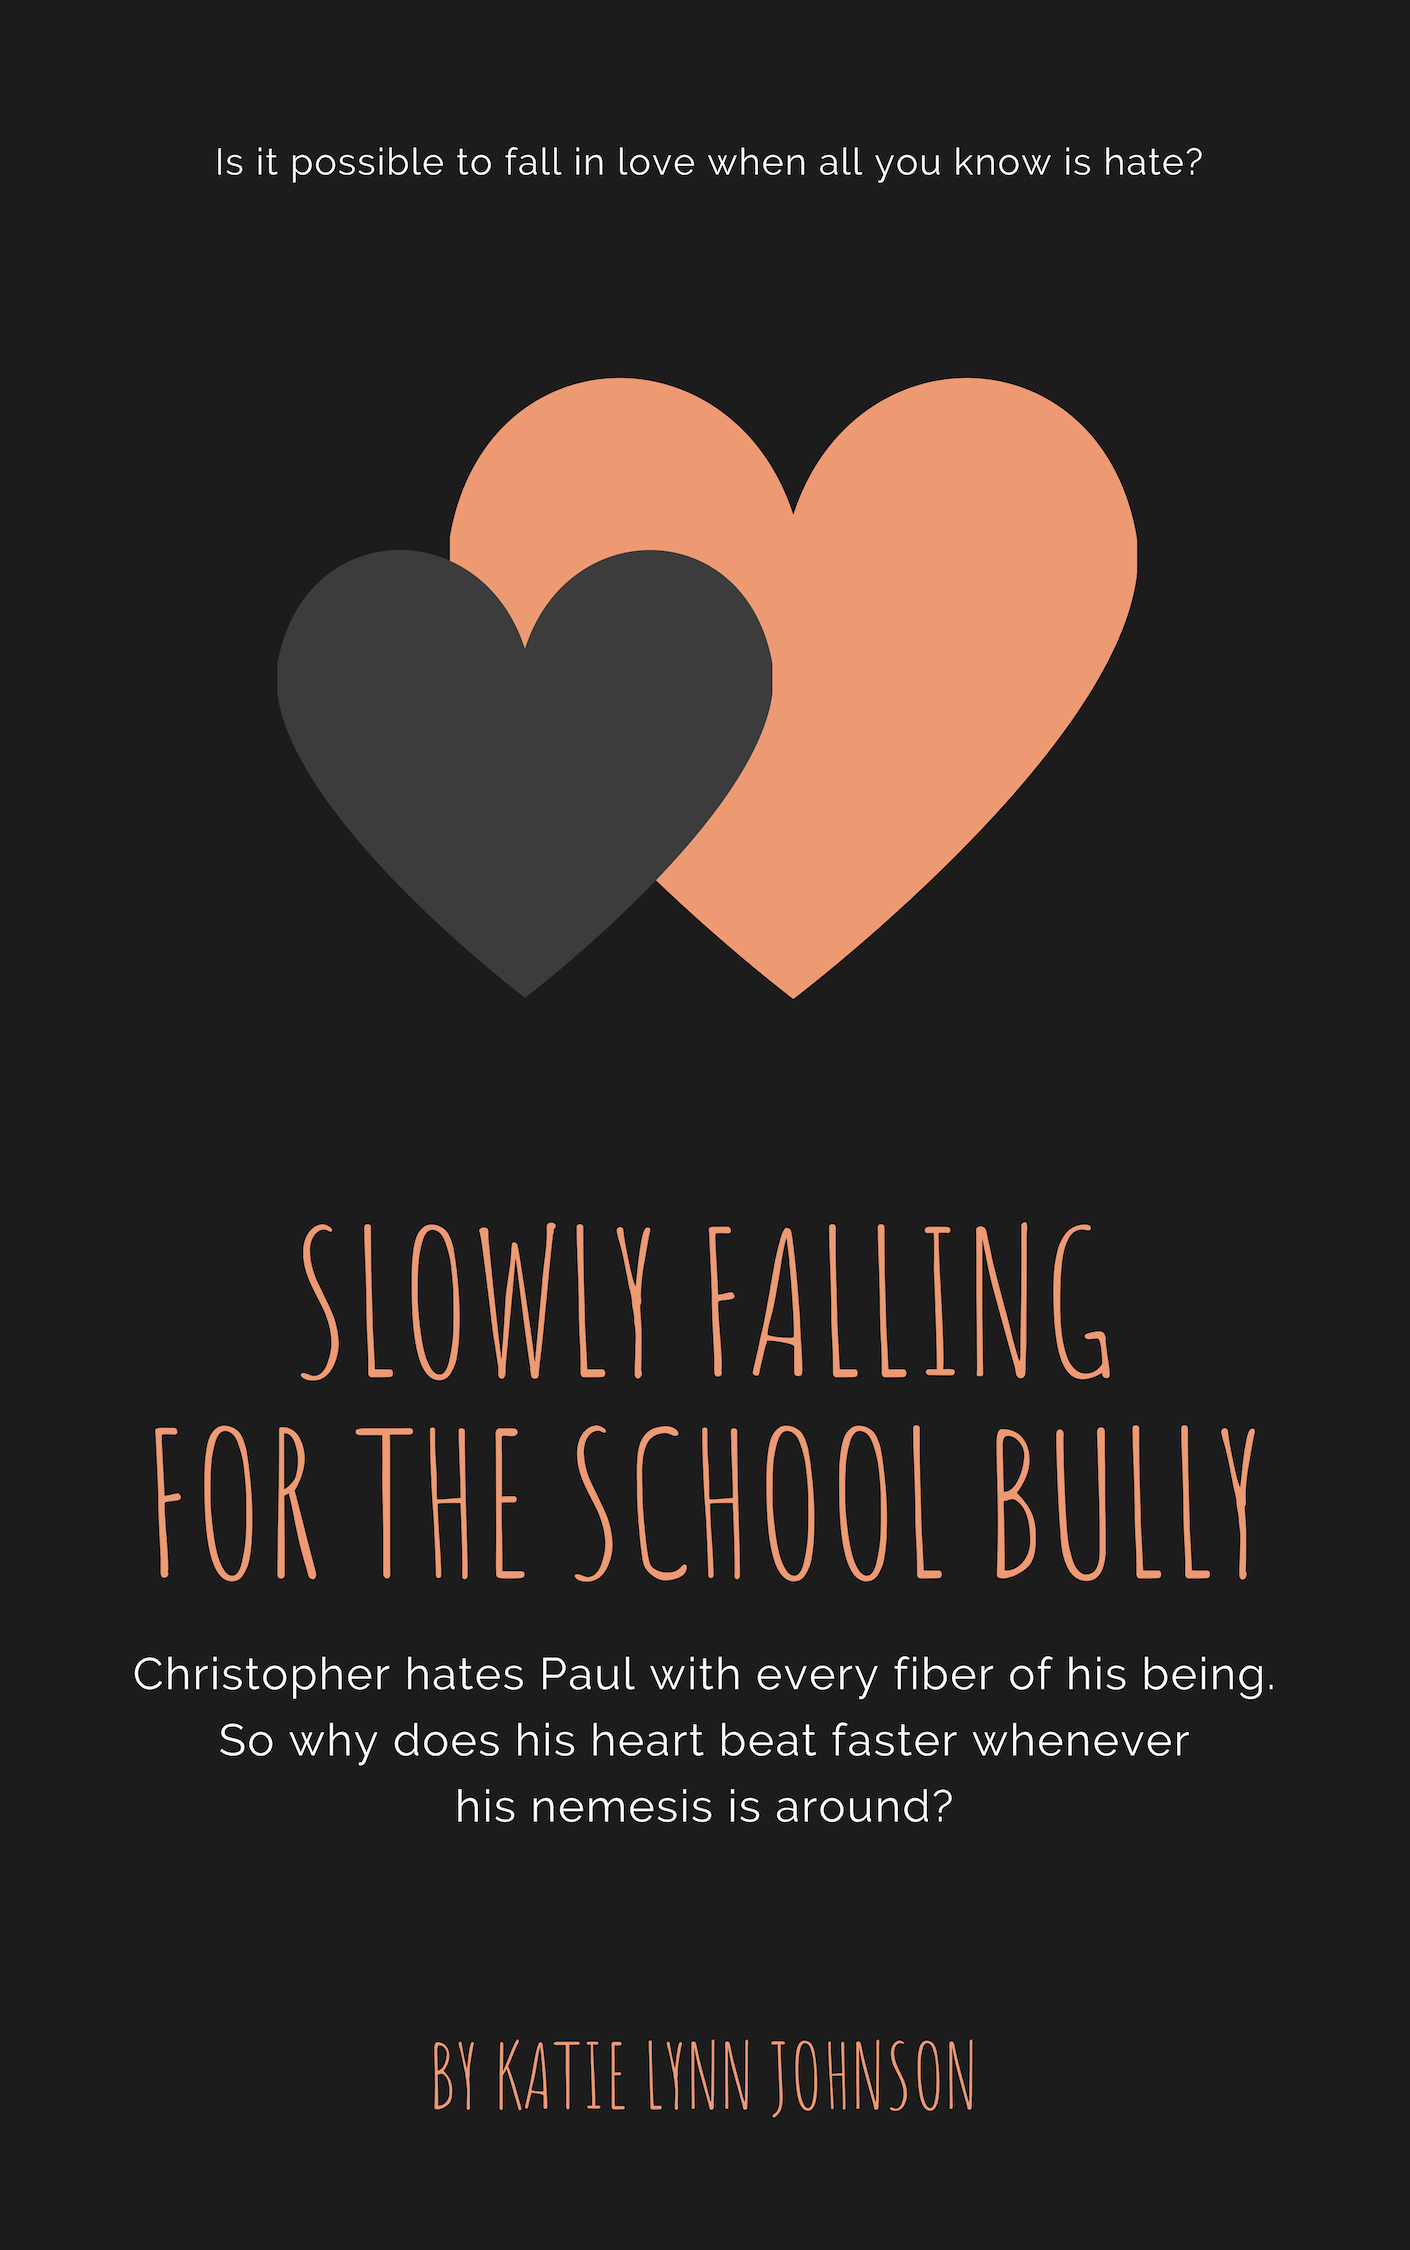 Is it possible to fall in love when all you know is hate?
SLOWLY FALLING
FOR THE SCHOOL BULLY
Christopher hates Paul with every fiber of his being.
So why does his heart beat faster whenever
his nemesis is around?
BY KATIE LYNN JOHNSON